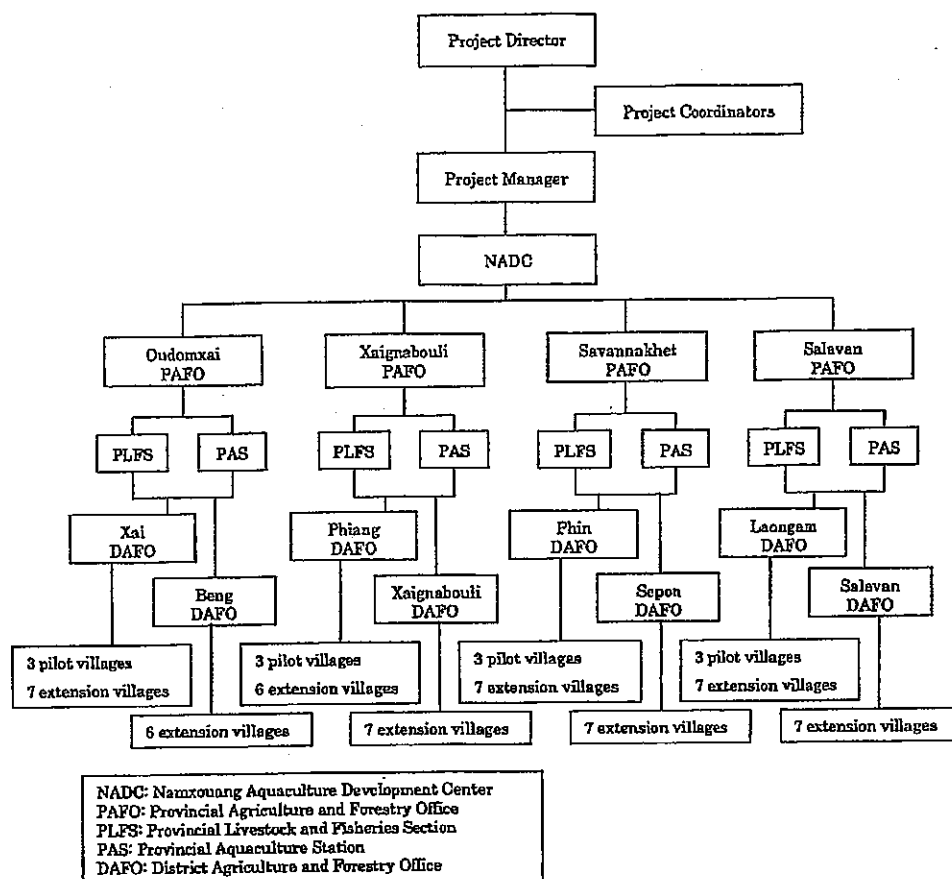 Project Director
Project Coordinators
Project Manager
NADC
Oudomxai
PAFO
Xaignabouli
PAFO
Savannakhet
PAFO
Salavan
PAFO
PLFS
PAS
PLFS
PAS
PLFS
PAS
PLFS
PAS
Xai
DAFO
Phiang
DAFO
Phin
DAFO
Laongam
DAFO
Beng
DAFO
Xaignabouli
DAFO
Sepon
DAFO
Salavan
DAFO
3 pilot villages
7 extension villages
3 pilot villages
6 extension villages
3 pilot villages
7 extension villages
3 pilot villages
7 extension villages
6 extension villages
7 extension villages
7 extension villages
7 extension villages
NADC: Namxouang Aquaculture Development Center
PAFO: Provincial Agriculture and Forestry Office
PLFS: Provincial Livestock and Fisheries Section
PAS: Provincial Aquaculture Station
DAFO: District Agriculture and Forestry Office